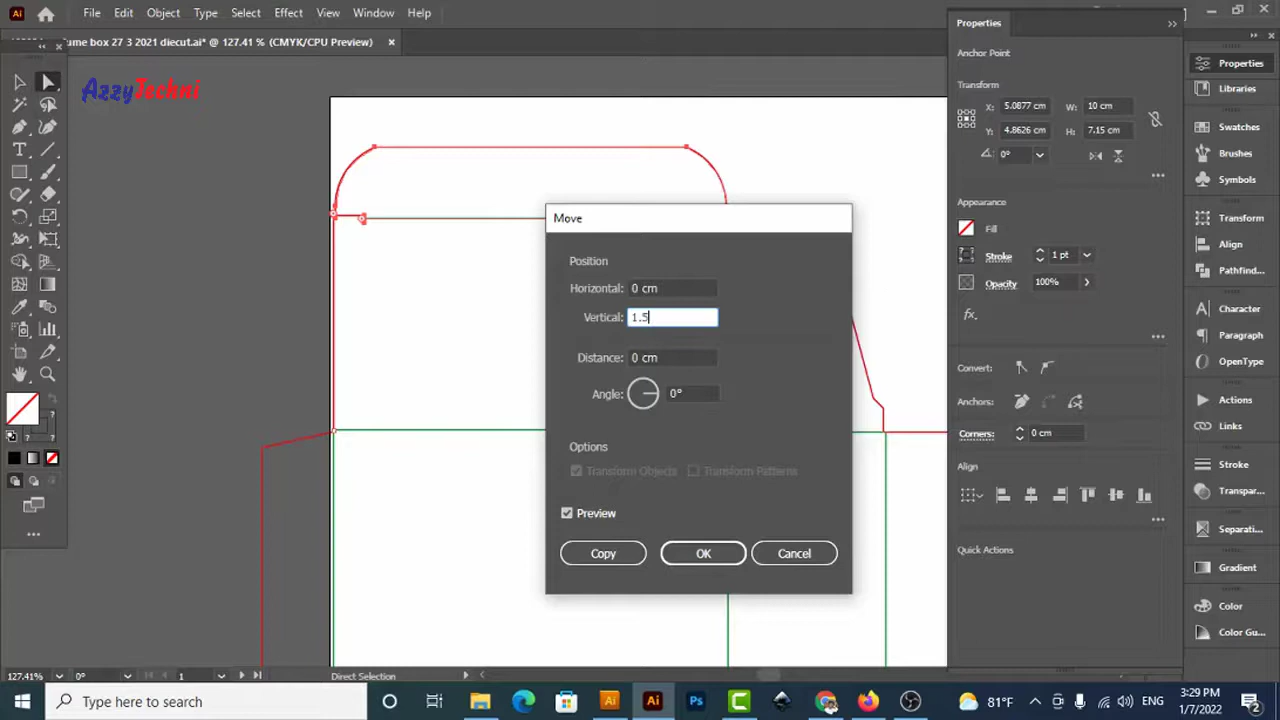 File Edit Object Type Select Effect View Window Help
ume box 27 3 2021 diecut.ai* @ 127.41 % (CMYK/CPU Preview)
AzzyTechni
Properties
Anchor Point
Transform
X: 5.0877 cm W: 10 cm
Y: 4.8626 cm H: 7.15 cm
0°
Appearance
Fill
Stroke 1 pt
Opacity 100%
fx.
Convert:
Anchors:
Corners: 0 cm
Align
Quick Actions
Properties
Libraries
Swatches
Brushes
Symbols
Transform
Align
Pathfin...
Character
Paragraph
OpenType
Actions
Links
Stroke
Transpar...
Separati...
Gradient
Color
Color Gu...
Move
Position
Horizontal: 0 cm
Vertical: 1.5
Distance: 0 cm
Angle: 0°
Options
Transform Objects Transform Patterns
Preview
Copy OK Cancel
127.41% 0° 1 Direct Selection
Type here to search
81°F ENG 3:29 PM
1/7/2022 2